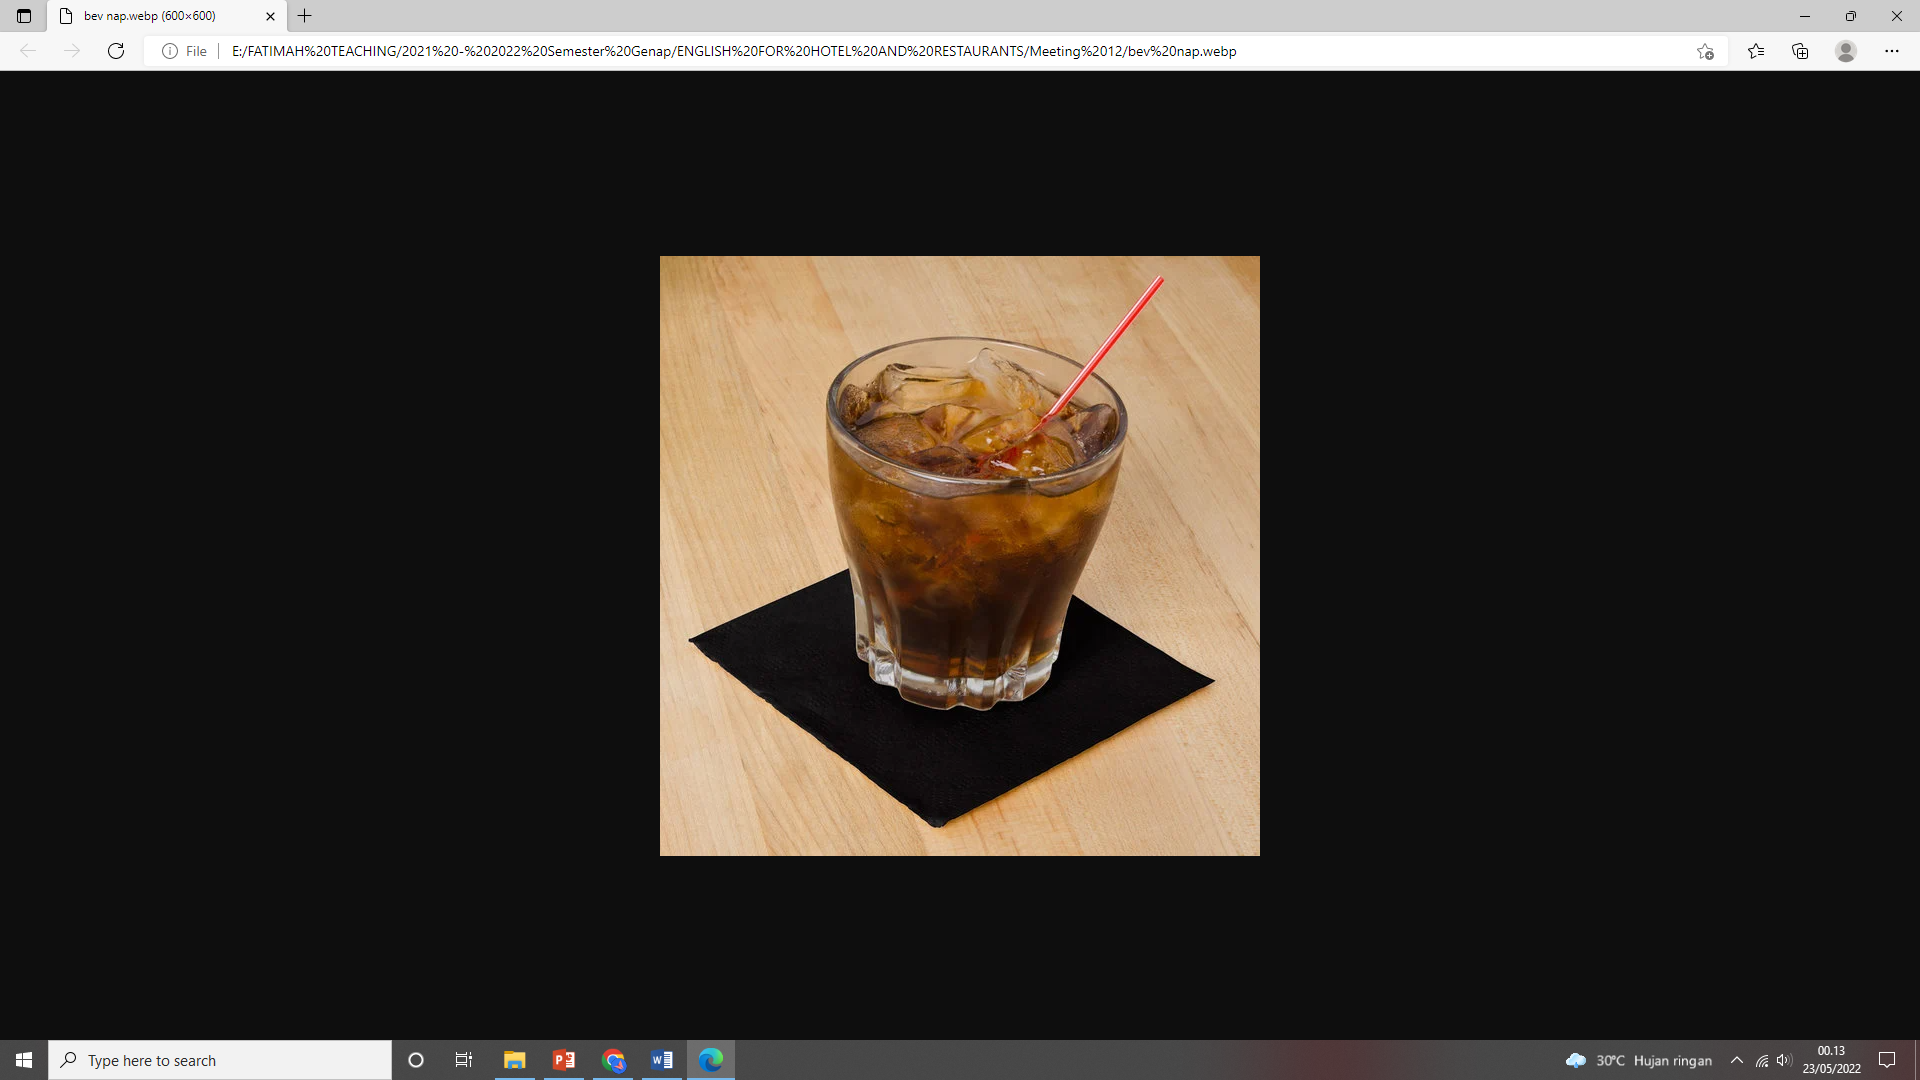 bev nap.webp (600×600)
File
E:/FATIMAH%20TEACHING/2021%20-%202022%20Semester%20Genap/ENGLISH%20FOR%20HOTEL%20AND%20RESTAURANTS/Meeting%2012/bev%20nap.webp
Type here to search
30°C Hujan ringan
00.13
23/05/2022